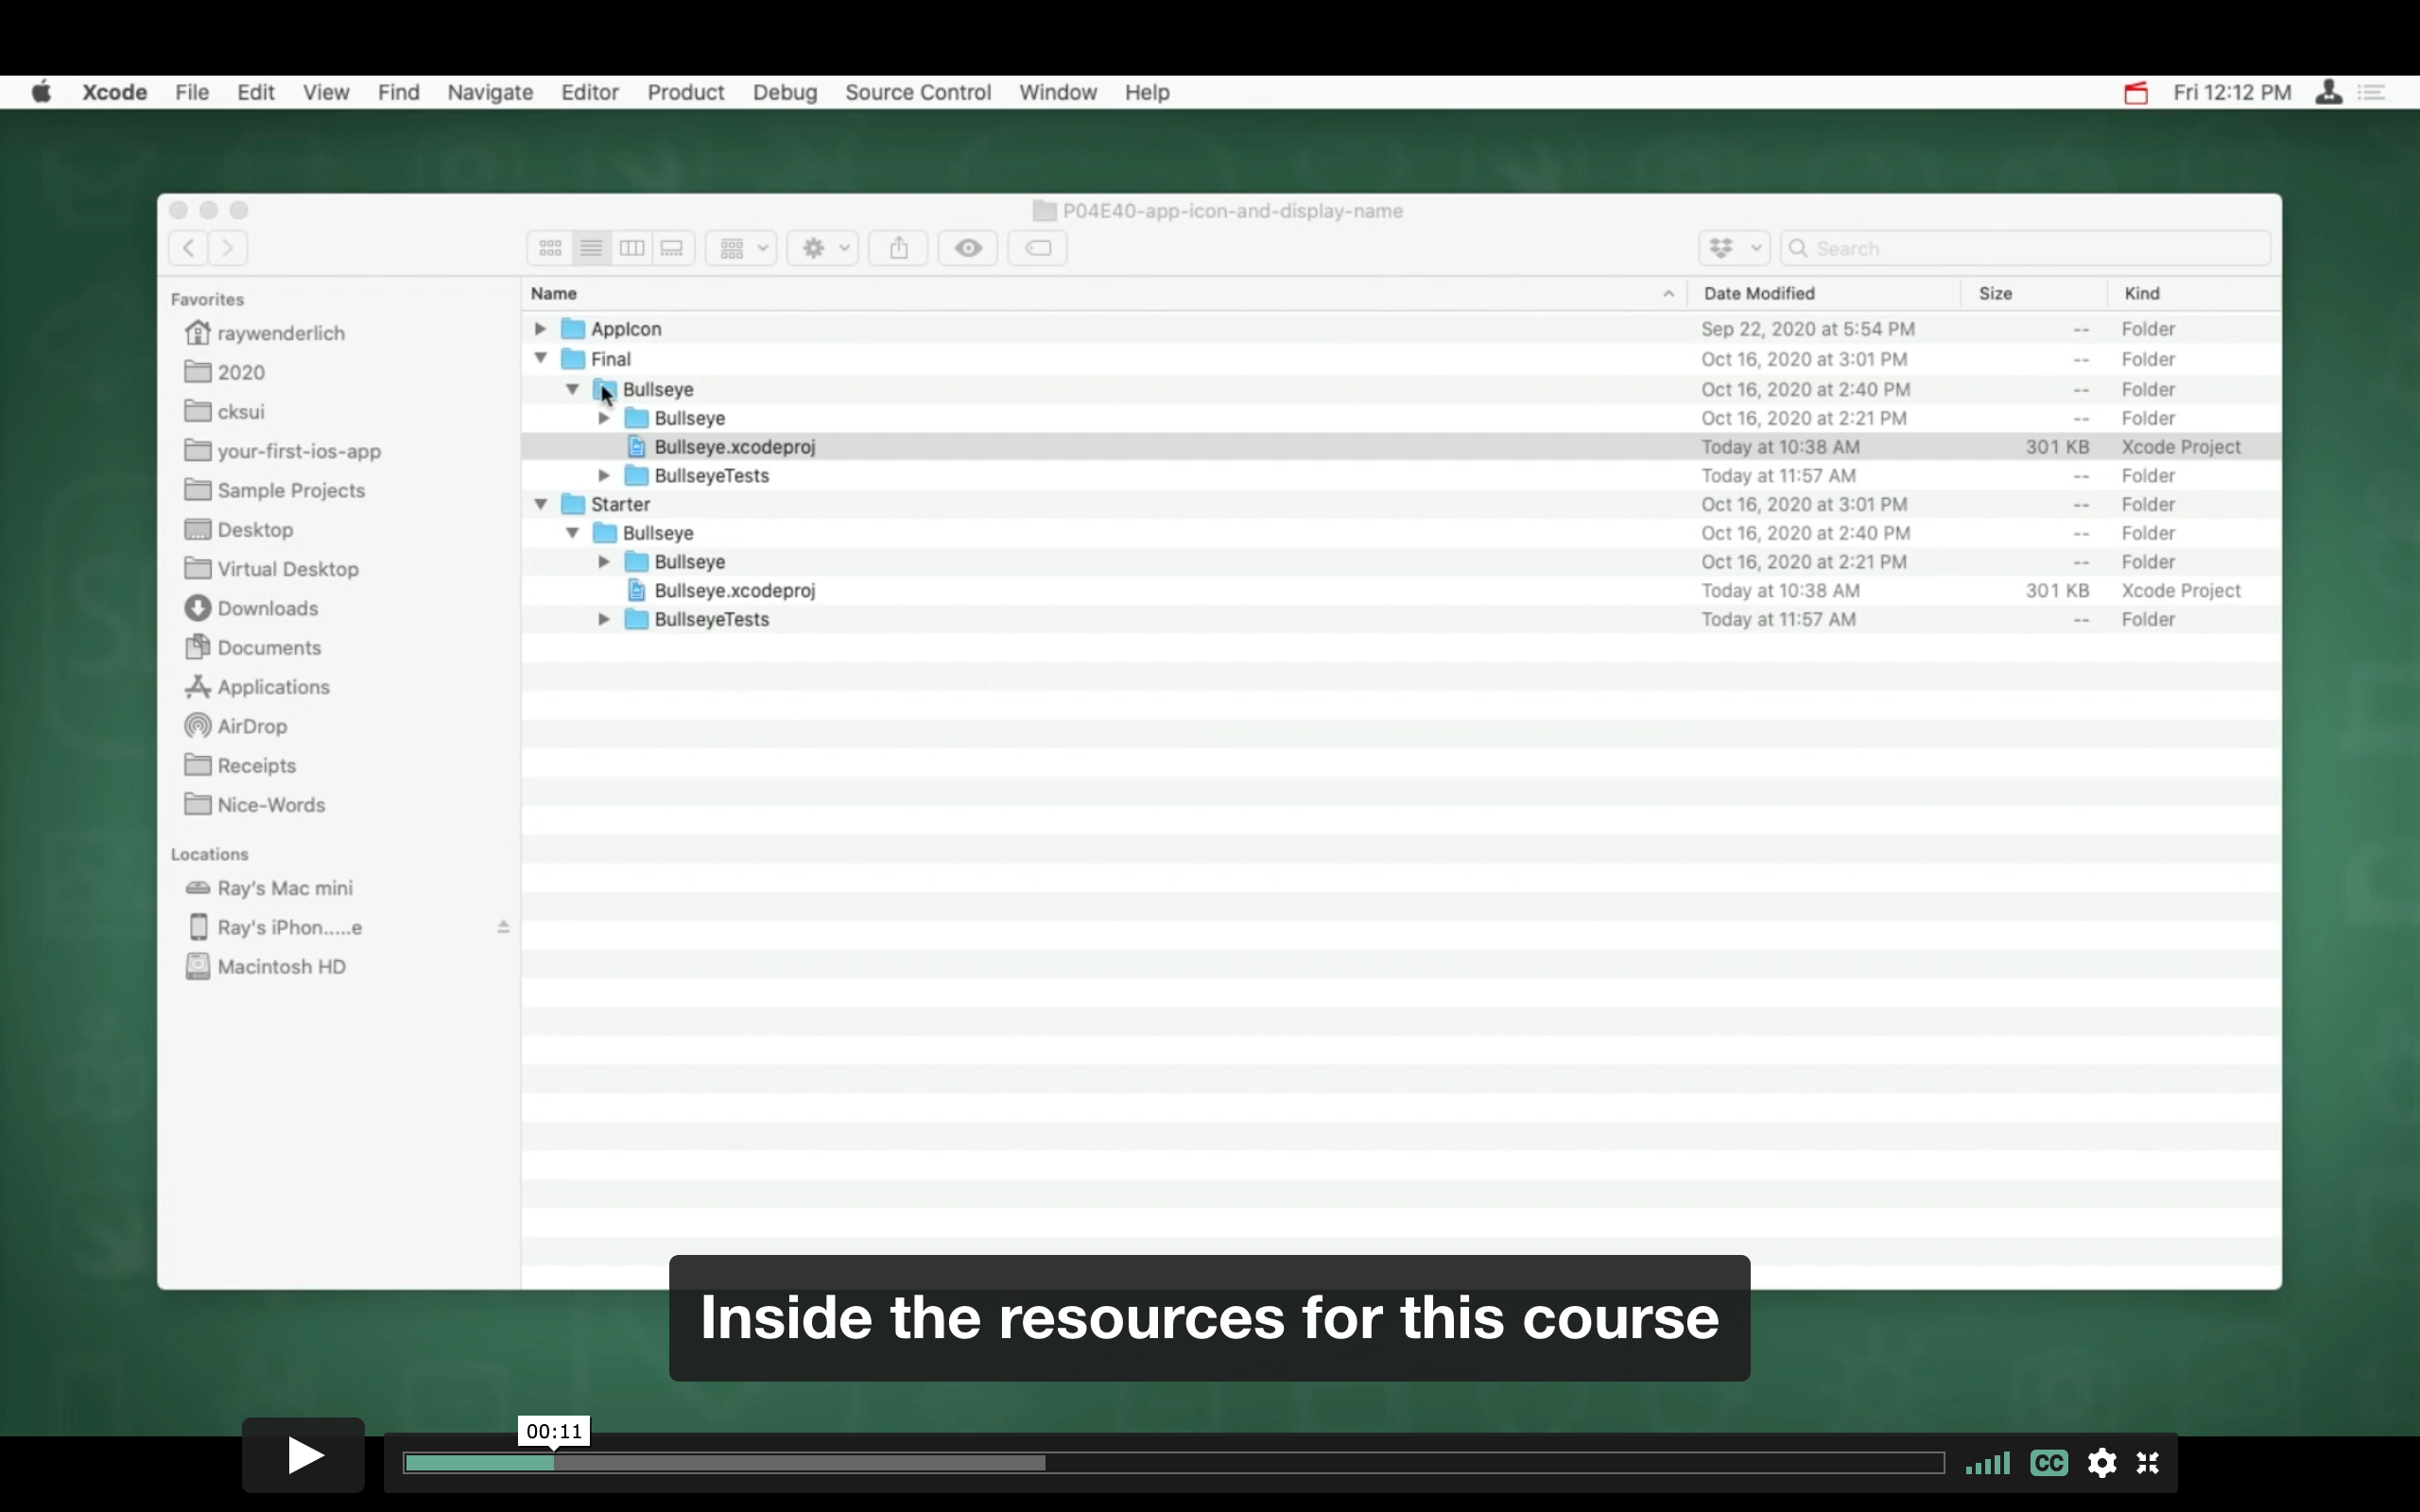 Xcode File Edit View Find Navigate Editor Product Debug Source Control Window Help Fri 12:12 PM
P04E40-app-icon-and-display-name
Search
Favorites
raywenderlich
2020
cksui
your-first-ios-app
Sample Projects
Desktop
Virtual Desktop
Downloads
Documents
Applications
AirDrop
Receipts
Nice-Words
Locations
Ray's Mac mini
Ray's iPhon.....e
Macintosh HD
Name Date Modified Size Kind
AppIcon Sep 22, 2020 at 5:54 PM -- Folder
Final Oct 16, 2020 at 3:01 PM -- Folder
Bullseye Oct 16, 2020 at 2:40 PM -- Folder
Bullseye Oct 16, 2020 at 2:21 PM -- Folder
Bullseye.xcodeproj Today at 10:38 AM 301 KB Xcode Project
BullseyeTests Today at 11:57 AM -- Folder
Starter Oct 16, 2020 at 3:01 PM -- Folder
Bullseye Oct 16, 2020 at 2:40 PM -- Folder
Bullseye Oct 16, 2020 at 2:21 PM -- Folder
Bullseye.xcodeproj Today at 10:38 AM 301 KB Xcode Project
BullseyeTests Today at 11:57 AM -- Folder
Inside the resources for this course
00:11
CC